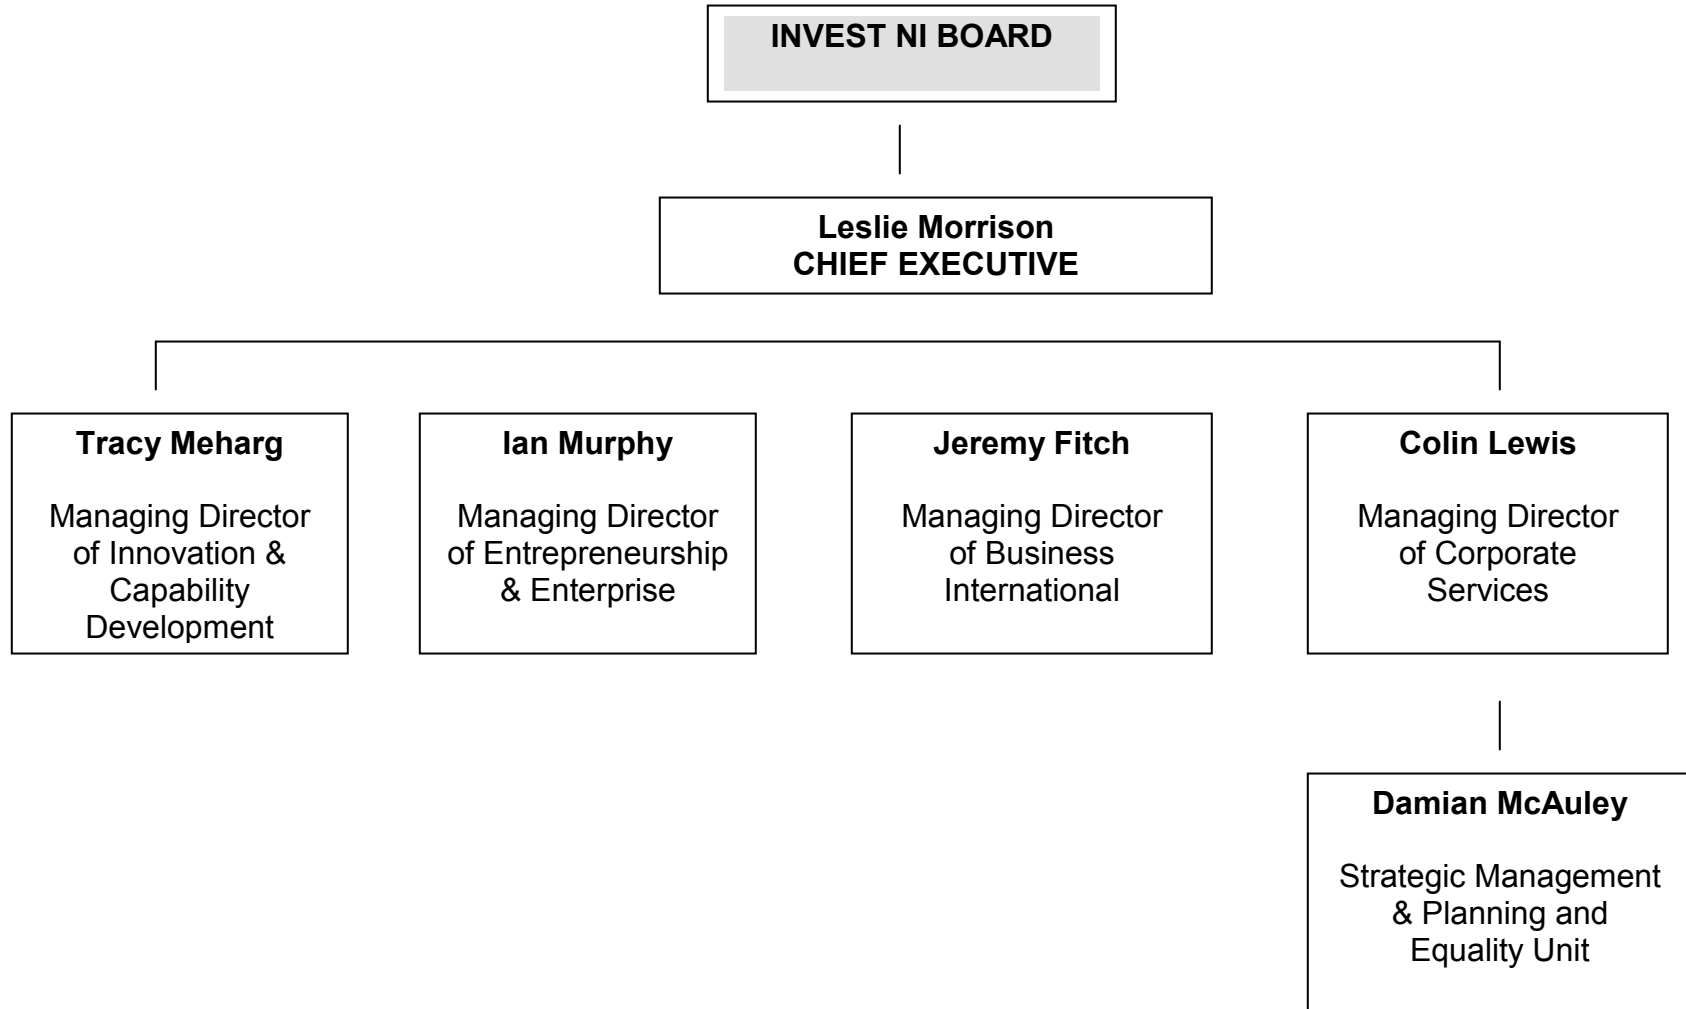 INVEST NI BOARD
Leslie Morrison
CHIEF EXECUTIVE
Tracy Meharg
Managing Director
of Innovation &
Capability
Development
Ian Murphy
Managing Director
of Entrepreneurship
& Enterprise
Jeremy Fitch
Managing Director
of Business
International
Colin Lewis
Managing Director
of Corporate
Services
Damian McAuley
Strategic Management
& Planning and
Equality Unit